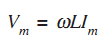 Vₘ = ωLIₘ